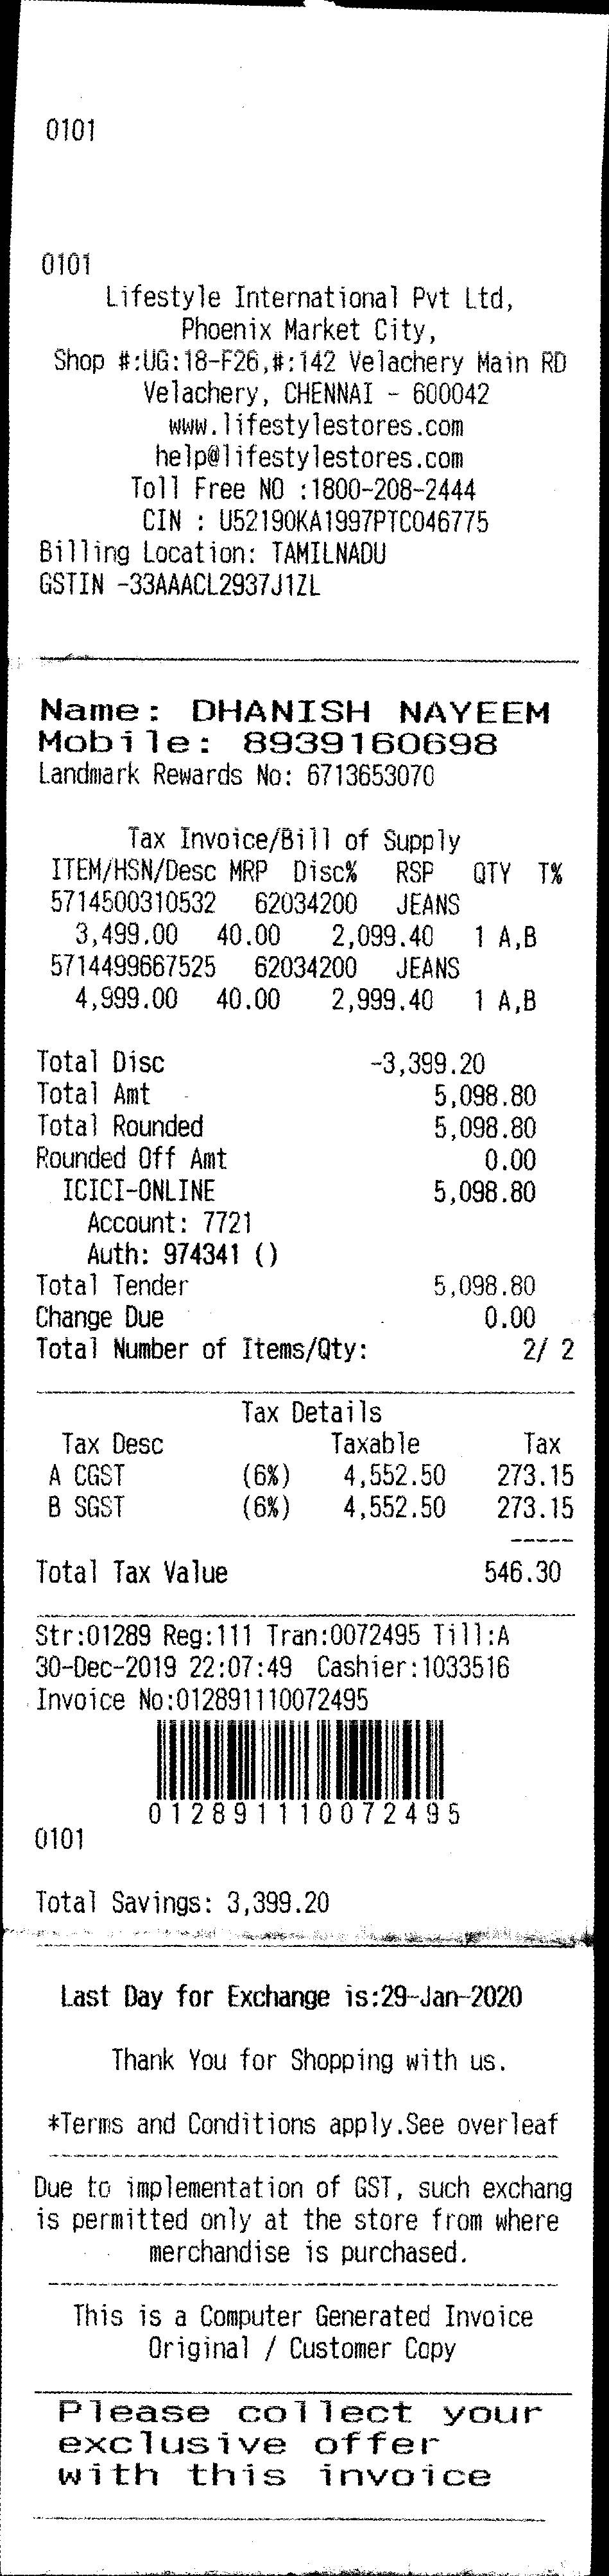 0101
0101
Lifestyle International Pvt Ltd,
Phoenix Market City,
Shop #:UG:18-F26,#:142 Velachery Main RD
Velachery, CHENNAI - 600042
www.lifestylestores.com
help@lifestylestores.com
Toll Free NO :1800-208-2444
CIN : U52190KA1997PTC046775
Billing Location: TAMILNADU
GSTIN -33AAACL2937J1ZL
Name: DHANISH NAYEEM
Mobile: 8939160698
Landmark Rewards No: 6713653070
Tax Invoice/Bill of Supply
ITEM/HSN/Desc MRP Disc% RSP QTY T%
5714500310532 62034200 JEANS
3,499.00 40.00 2,099.40 1 A,B
5714499667525 62034200 JEANS
4,999.00 40.00 2,999.40 1 A,B
Total Disc -3,399.20
Total Amt 5,098.80
Total Rounded 5,098.80
Rounded Off Amt 0.00
ICICI-ONLINE 5,098.80
Account: 7721
Auth: 974341 ()
Total Tender 5,098.80
Change Due 0.00
Total Number of Items/Qty: 2/ 2
Tax Details
Tax Desc Taxable Tax
A CGST (6%) 4,552.50 273.15
B SGST (6%) 4,552.50 273.15
-----
Total Tax Value 546.30
Str:01289 Reg:111 Tran:0072495 Till:A
30-Dec-2019 22:07:49 Cashier:1033516
Invoice No:012891110072495
012891110072495
0101
Total Savings: 3,399.20
Last Day for Exchange is:29-Jan-2020
Thank You for Shopping with us.
*Terms and Conditions apply.See overleaf
Due to implementation of GST, such exchang
is permitted only at the store from where
merchandise is purchased.
This is a Computer Generated Invoice
Original / Customer Copy
Please collect your
exclusive offer
with this invoice